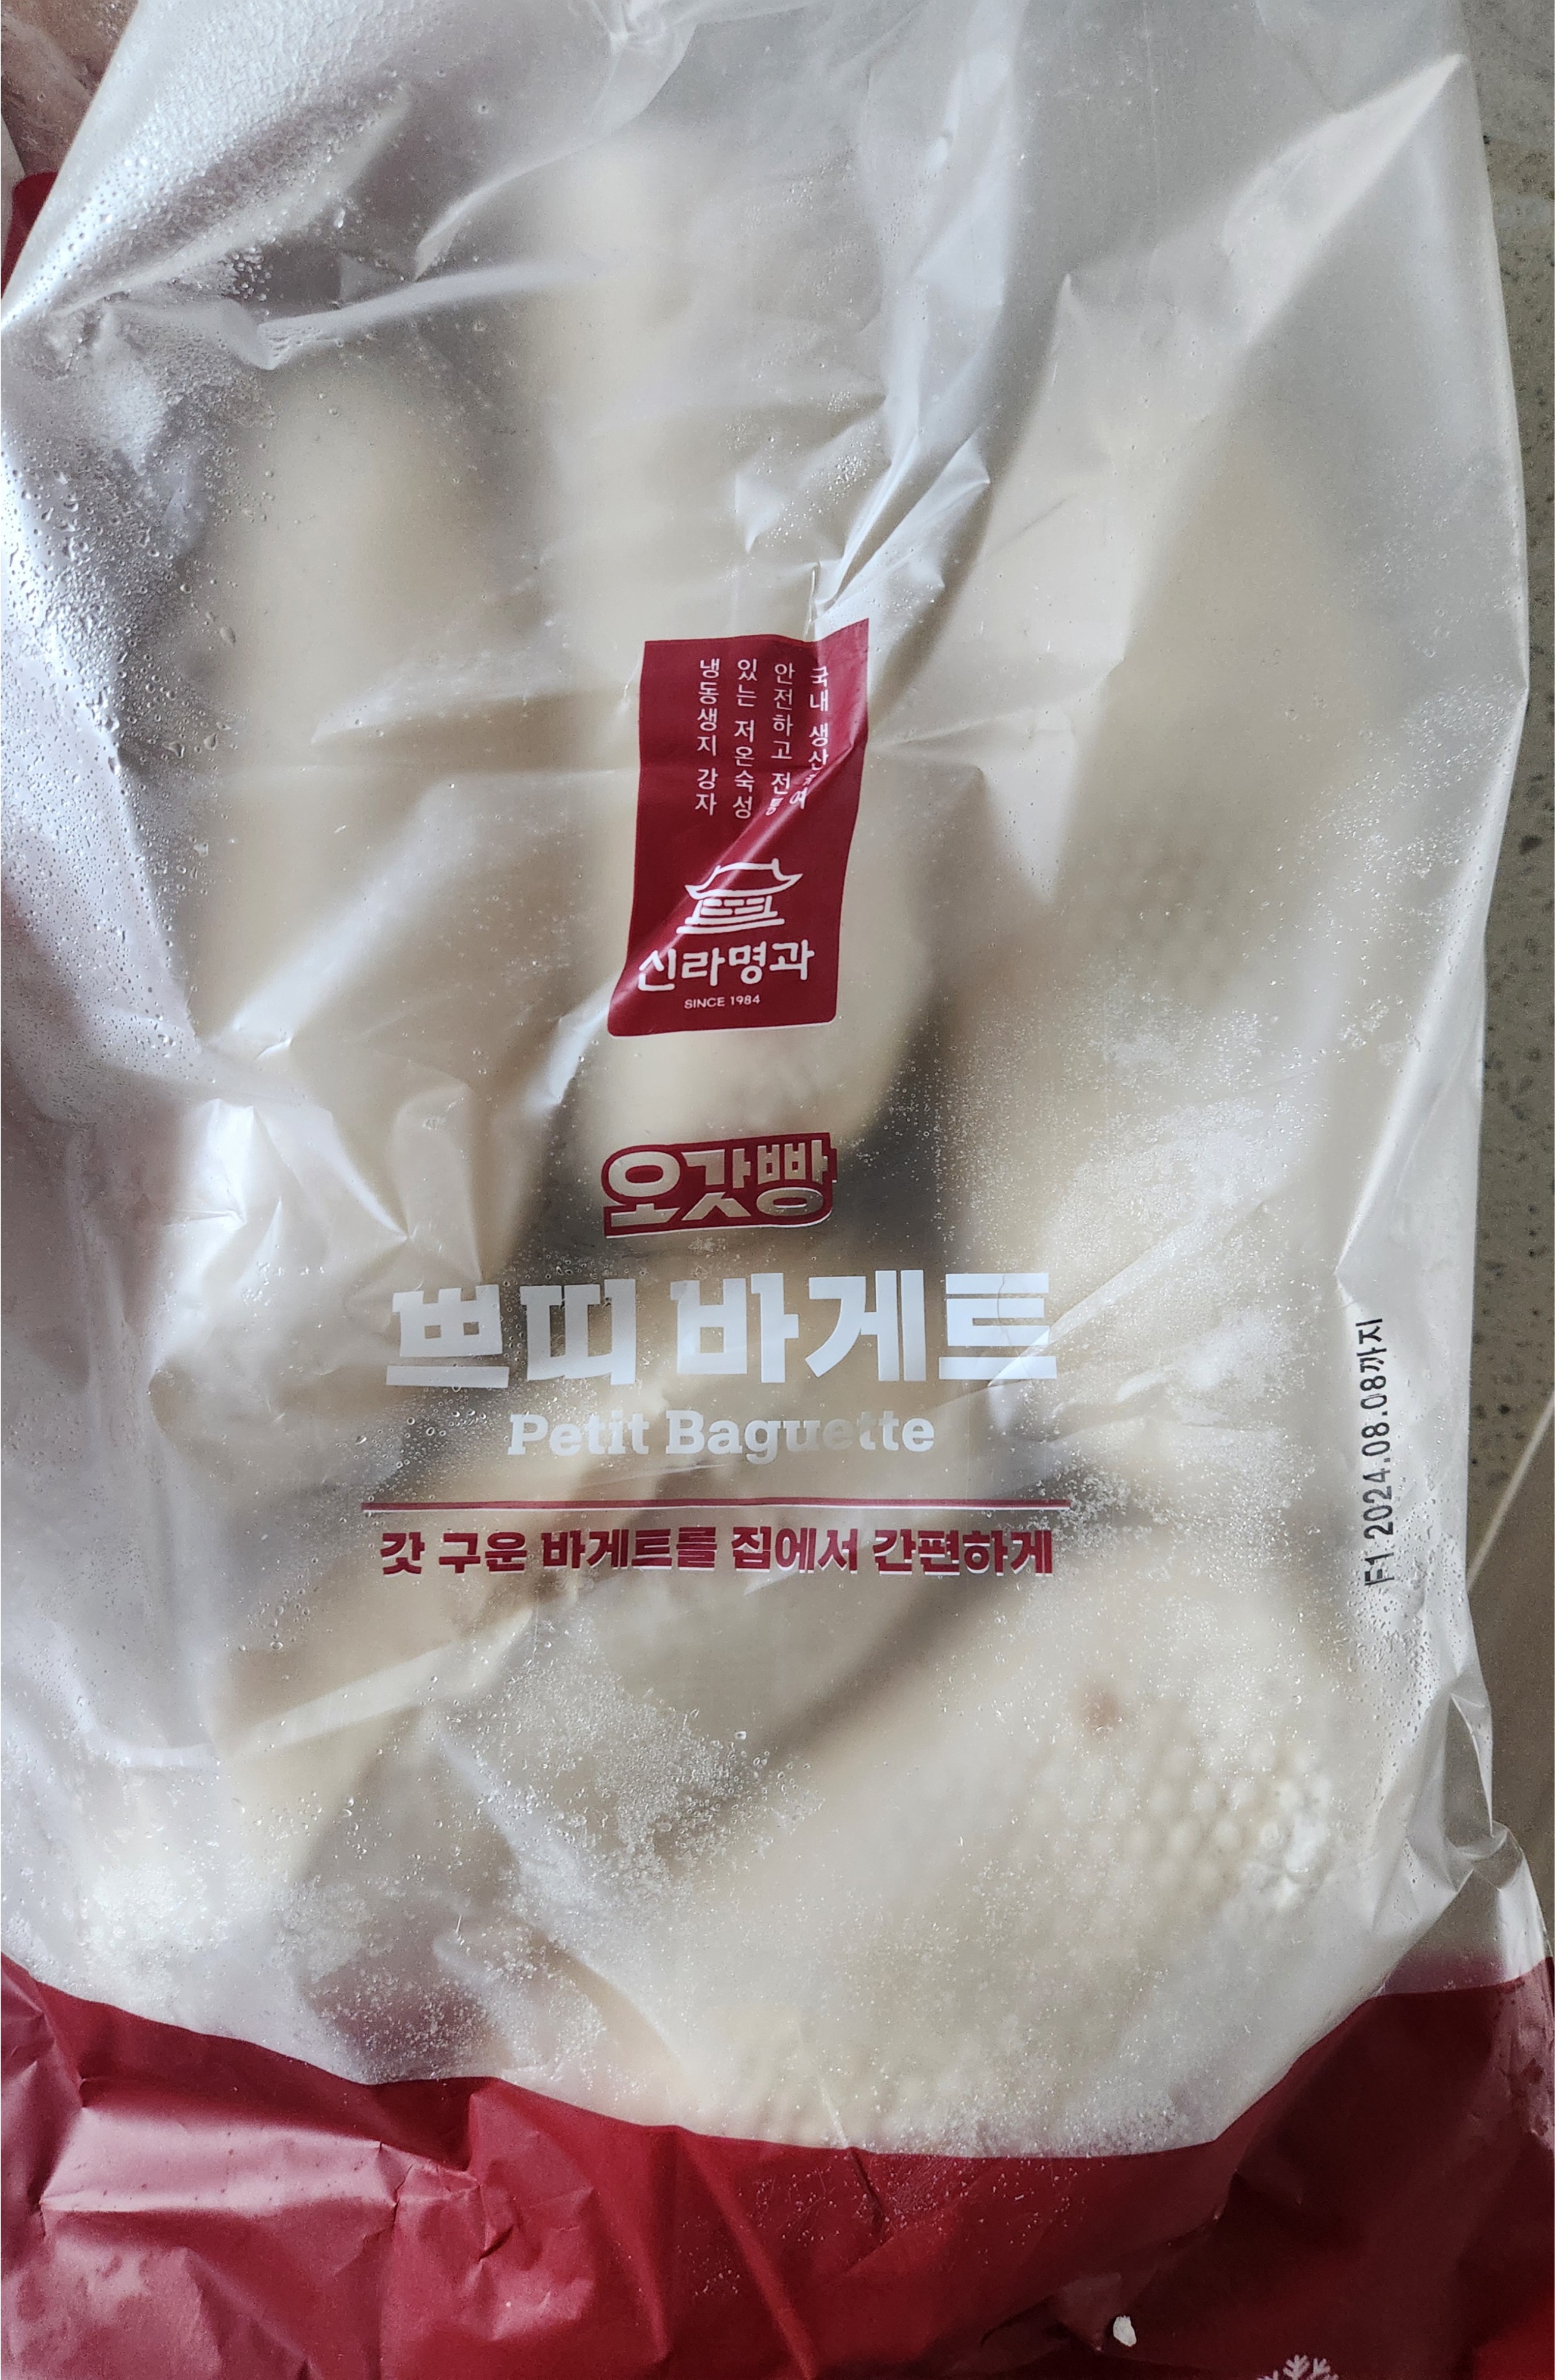 국내 생산하여
안전하고 전통
있는 저온숙성
냉동생지 강자
신라명과
SINCE 1984
오갓빵
쁘띠 바게트
Petit Baguette
갓 구운 바게트를 집에서 간편하게
F1 2024.08.08까지